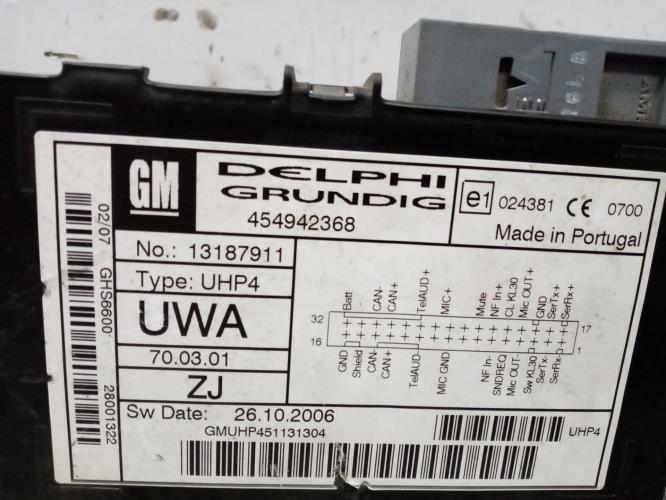 GM
DELPHI
GRUNDIG
454942368
e1 024381 CE 0700
Made in Portugal
No.: 13187911
Type: UHP4
UWA
70.03.01
ZJ
Sw Date: 26.10.2006
GMUHP451131304
UHP4
02/07 GHS6600 28001322
Batt CAN- CAN+ TelAUD+ MIC+ Mute NF In+ CL KL30 Mic OUT+ GND SerTx+ SerRx+
32 17
16 1
GND Shield CAN- CAN+ TelAUD- MIC GND NF In- SNDREQ Mic OUT- Sw KL30 SerTx- SerRx-